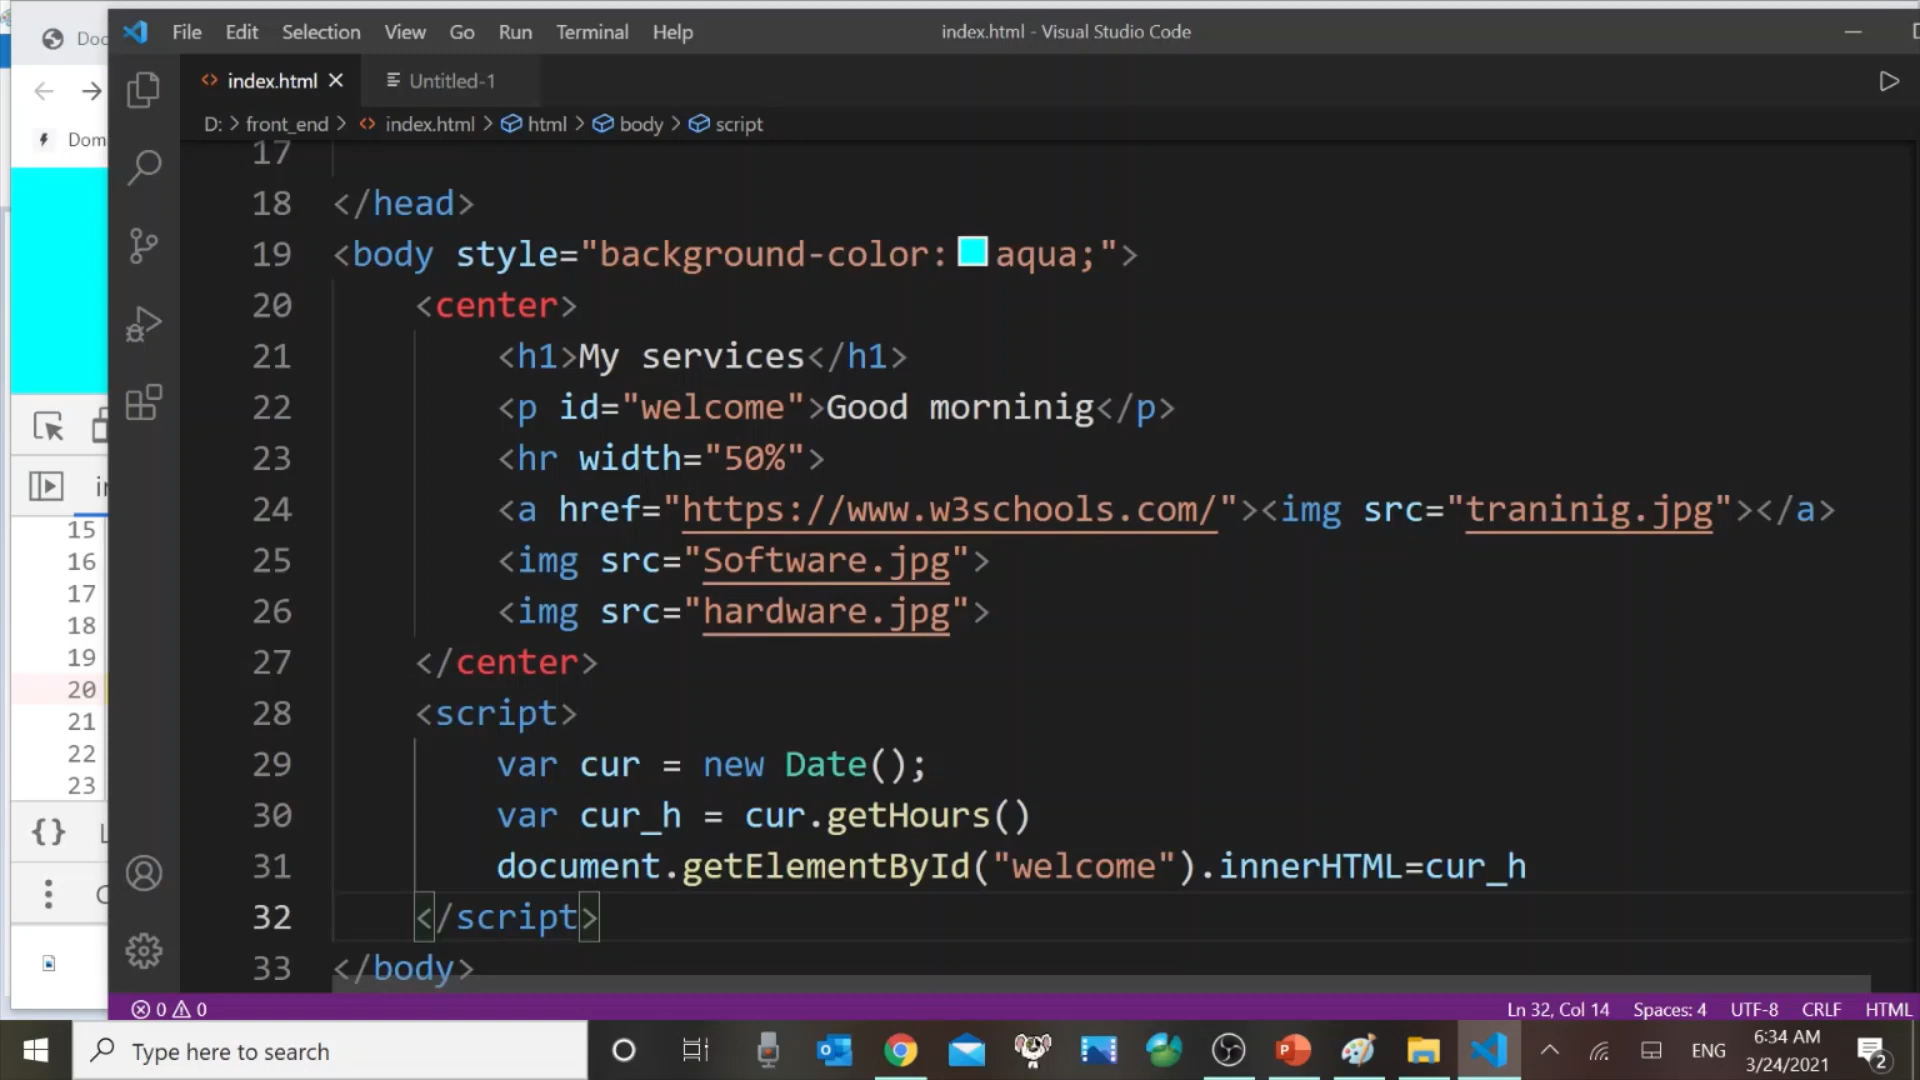 Doc
File Edit Selection View Go Run Terminal Help
index.html - Visual Studio Code
index.html
Untitled-1
D: > front_end > index.html > html > body > script
Dom
17
18 </head>
19 <body style="background-color: aqua;">
20 <center>
21 <h1>My services</h1>
22 <p id="welcome">Good morninig</p>
23 <hr width="50%">
24 <a href="https://www.w3schools.com/"><img src="traninig.jpg"></a>
25 <img src="Software.jpg">
26 <img src="hardware.jpg">
27 </center>
28 <script>
29 var cur = new Date();
30 var cur_h = cur.getHours()
31 document.getElementById("welcome").innerHTML=cur_h
32 </script>
33 </body>
15
16
17
18
19
20
21
22
23
{}
0 0
Ln 32, Col 14 Spaces: 4 UTF-8 CRLF HTML
Type here to search
ENG
6:34 AM
3/24/2021
2